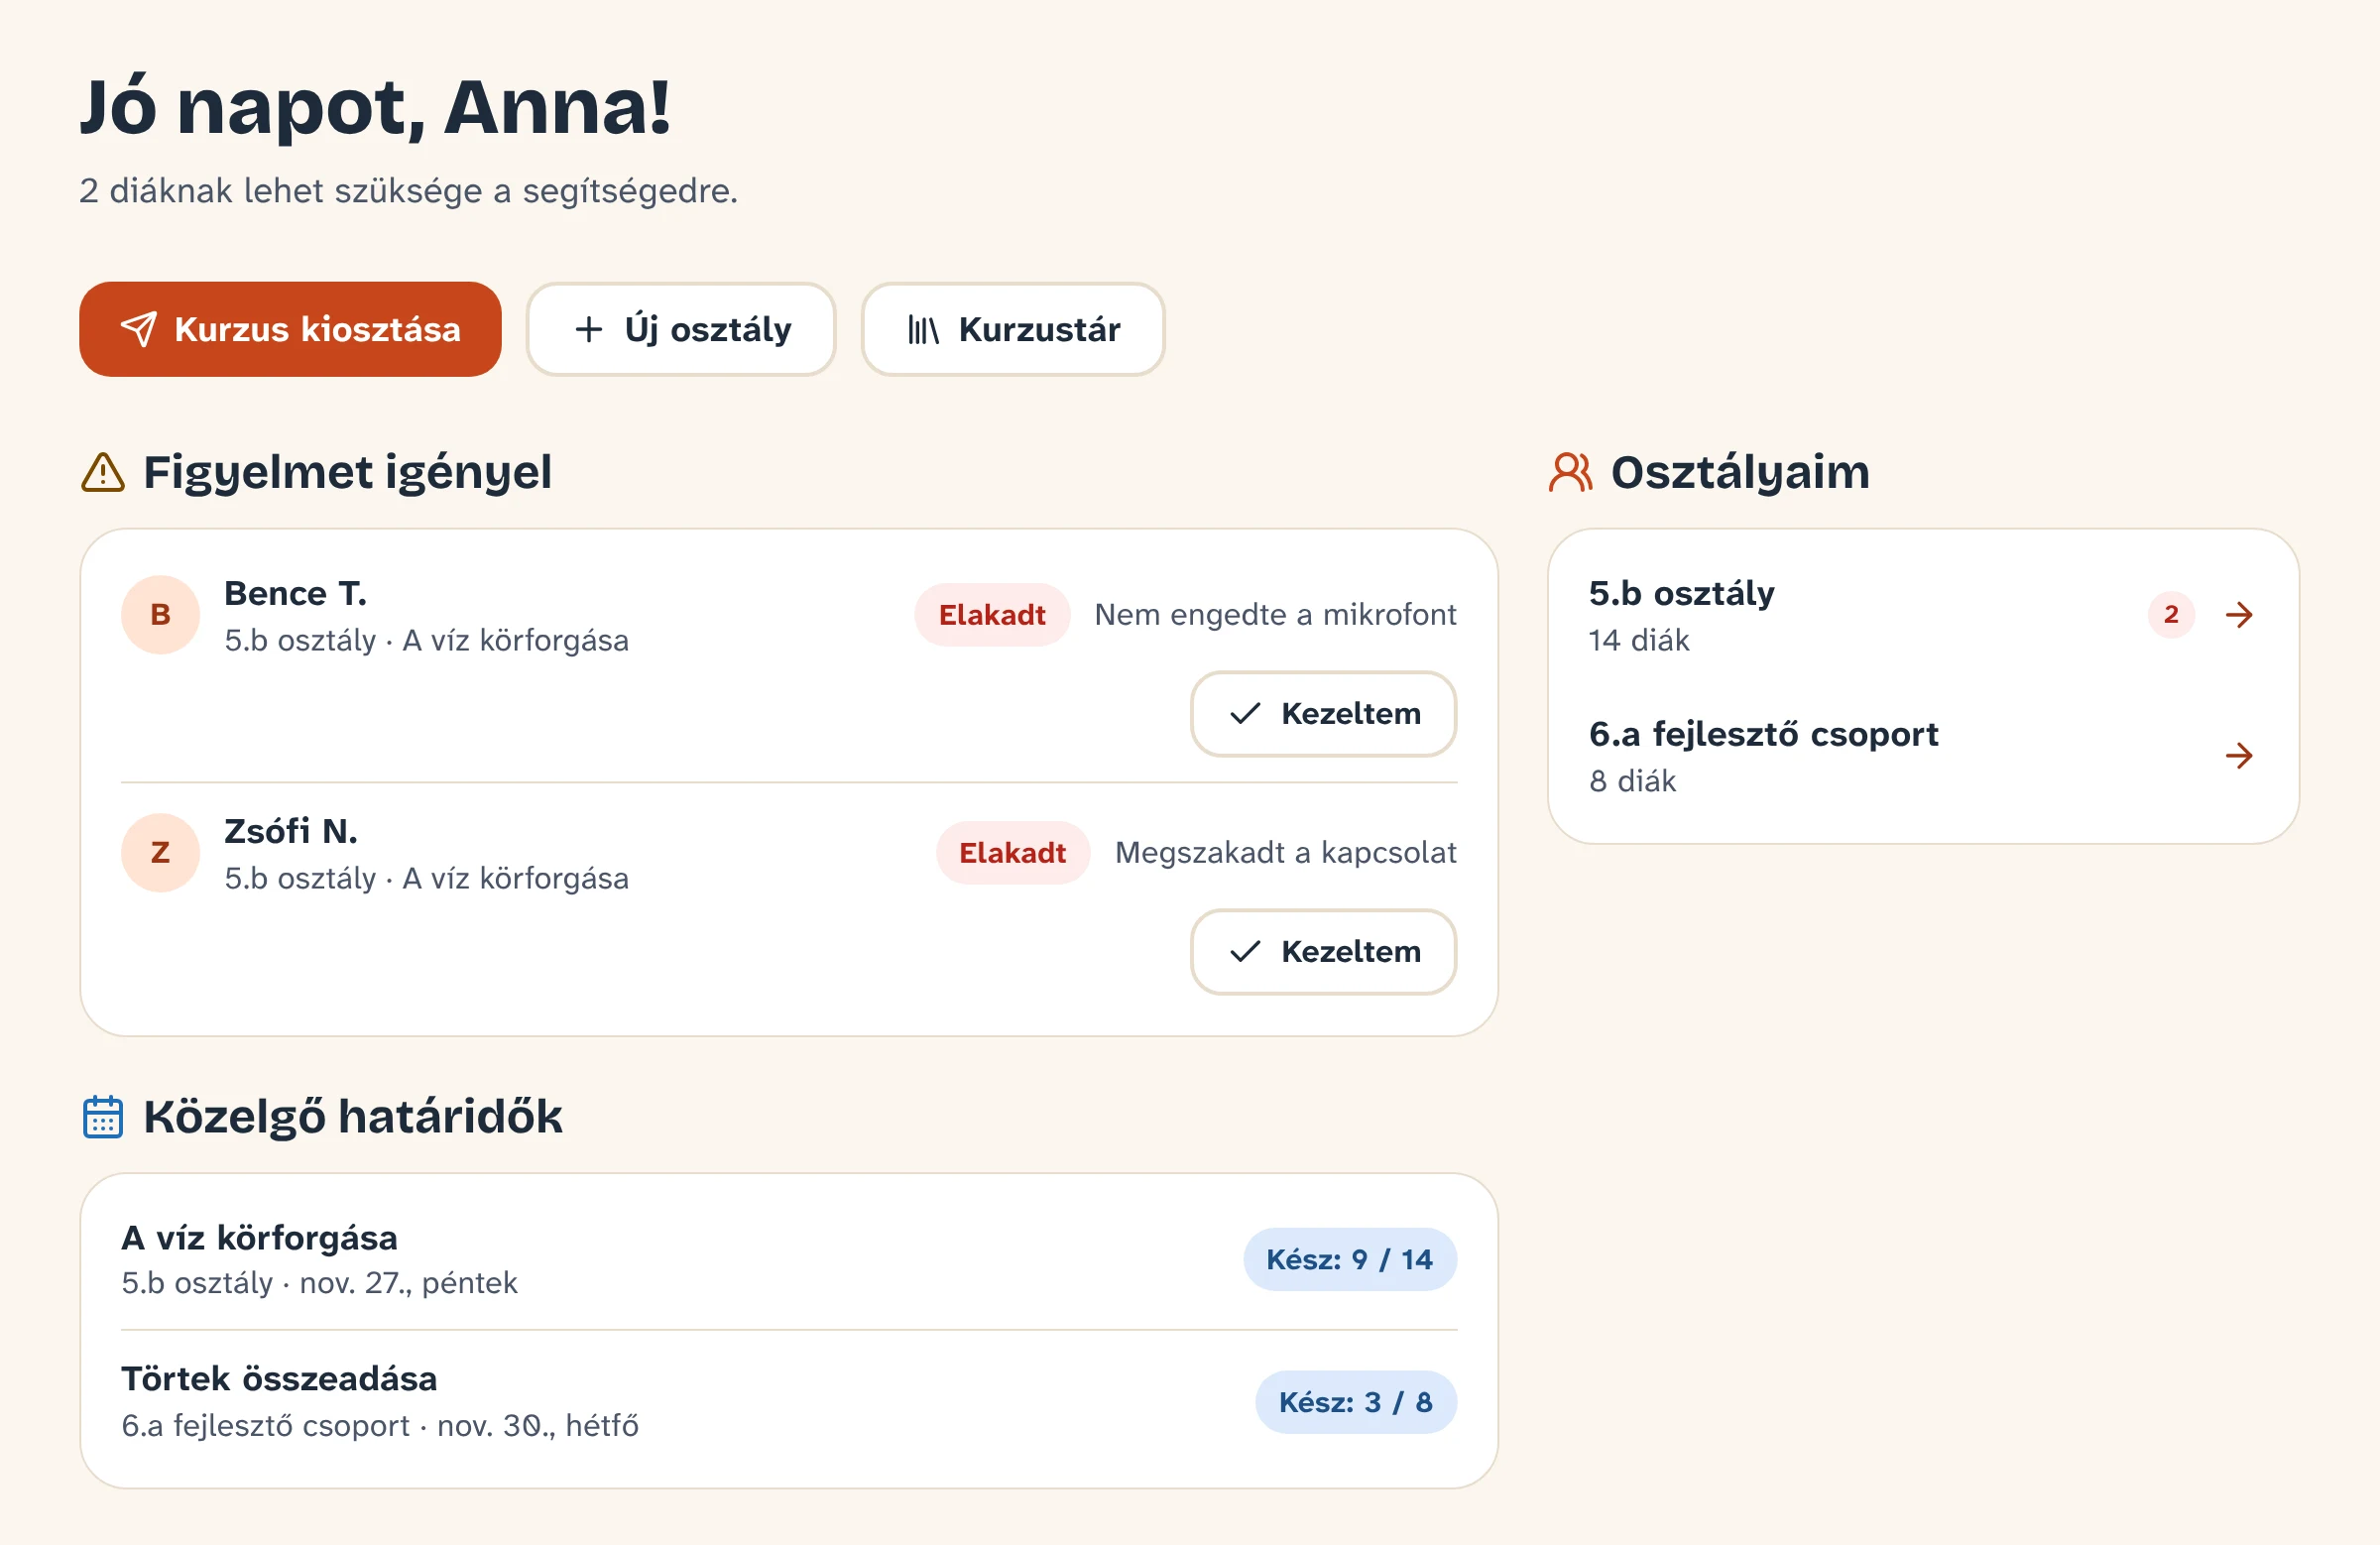 Jó napot, Anna!
2 diáknak lehet szüksége a segítségedre.
Kurzus kiosztása
Új osztály
Kurzustár
Figyelmet igényel
B
Bence T.
5.b osztály · A víz körforgása
Elakadt
Nem engedte a mikrofont
Kezeltem
Z
Zsófi N.
5.b osztály · A víz körforgása
Elakadt
Megszakadt a kapcsolat
Kezeltem
Közelgő határidők
A víz körforgása
5.b osztály · nov. 27., péntek
Kész: 9 / 14
Törtek összeadása
6.a fejlesztő csoport · nov. 30., hétfő
Kész: 3 / 8
Osztályaim
5.b osztály
14 diák
2
6.a fejlesztő csoport
8 diák